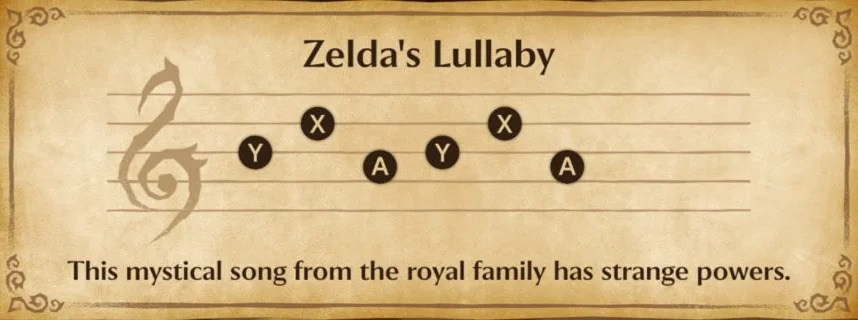 Zelda's Lullaby
Y X A Y X A
This mystical song from the royal family has strange powers.